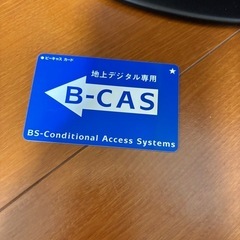 ビーキャス カード
地上デジタル専用
B-CAS
BS-Conditional Access Systems